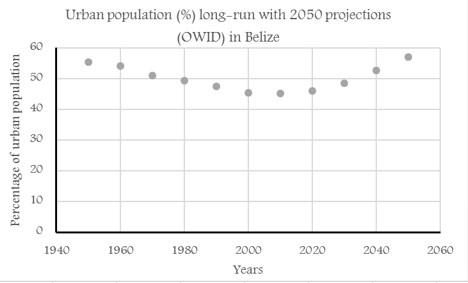 Urban population (%) long-run with 2050 projections
(OWID) in Belize
Percentage of urban population
60
50
40
30
20
10
0
1940 1960 1980 2000 2020 2040 2060
Years